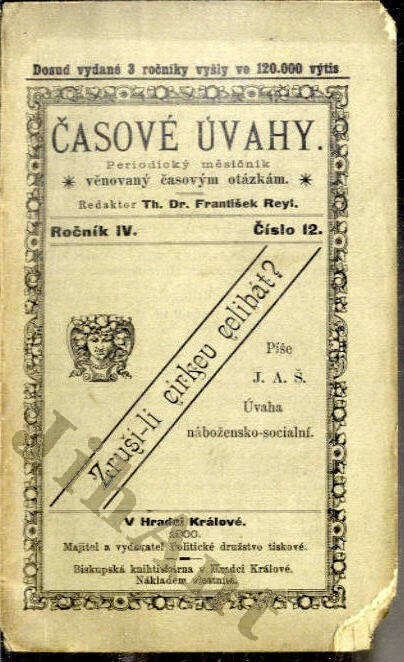 Dosud vydané 3 ročníky vyšly ve 120.000 výtis
ČASOVÉ ÚVAHY.
Periodický měsíčník
* věnovaný časovým otázkám. *
Redaktor Th. Dr. František Reyl.
Ročník IV. Číslo 12.
Zruší-li církev celibát?
Píše
J. A. Š.
Úvaha
nábožensko-socialní.
V Hradci Králové.
1900.
Majitel a vydavatel Politické družstvo tiskové.
Biskupská knihtiskárna v Hradci Králové.
Nákladem vlastním.